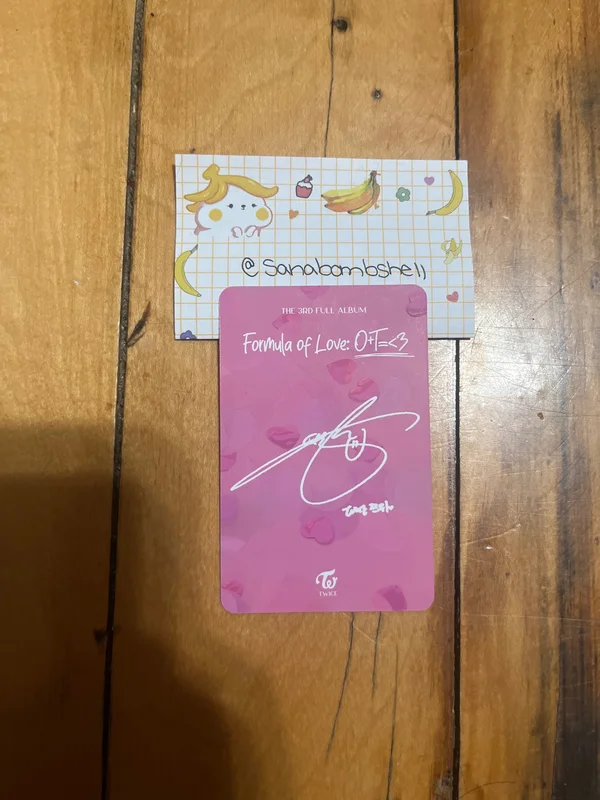 @sanabombshell
THE 3RD FULL ALBUM
Formula of Love: O+T=<3
TWICE